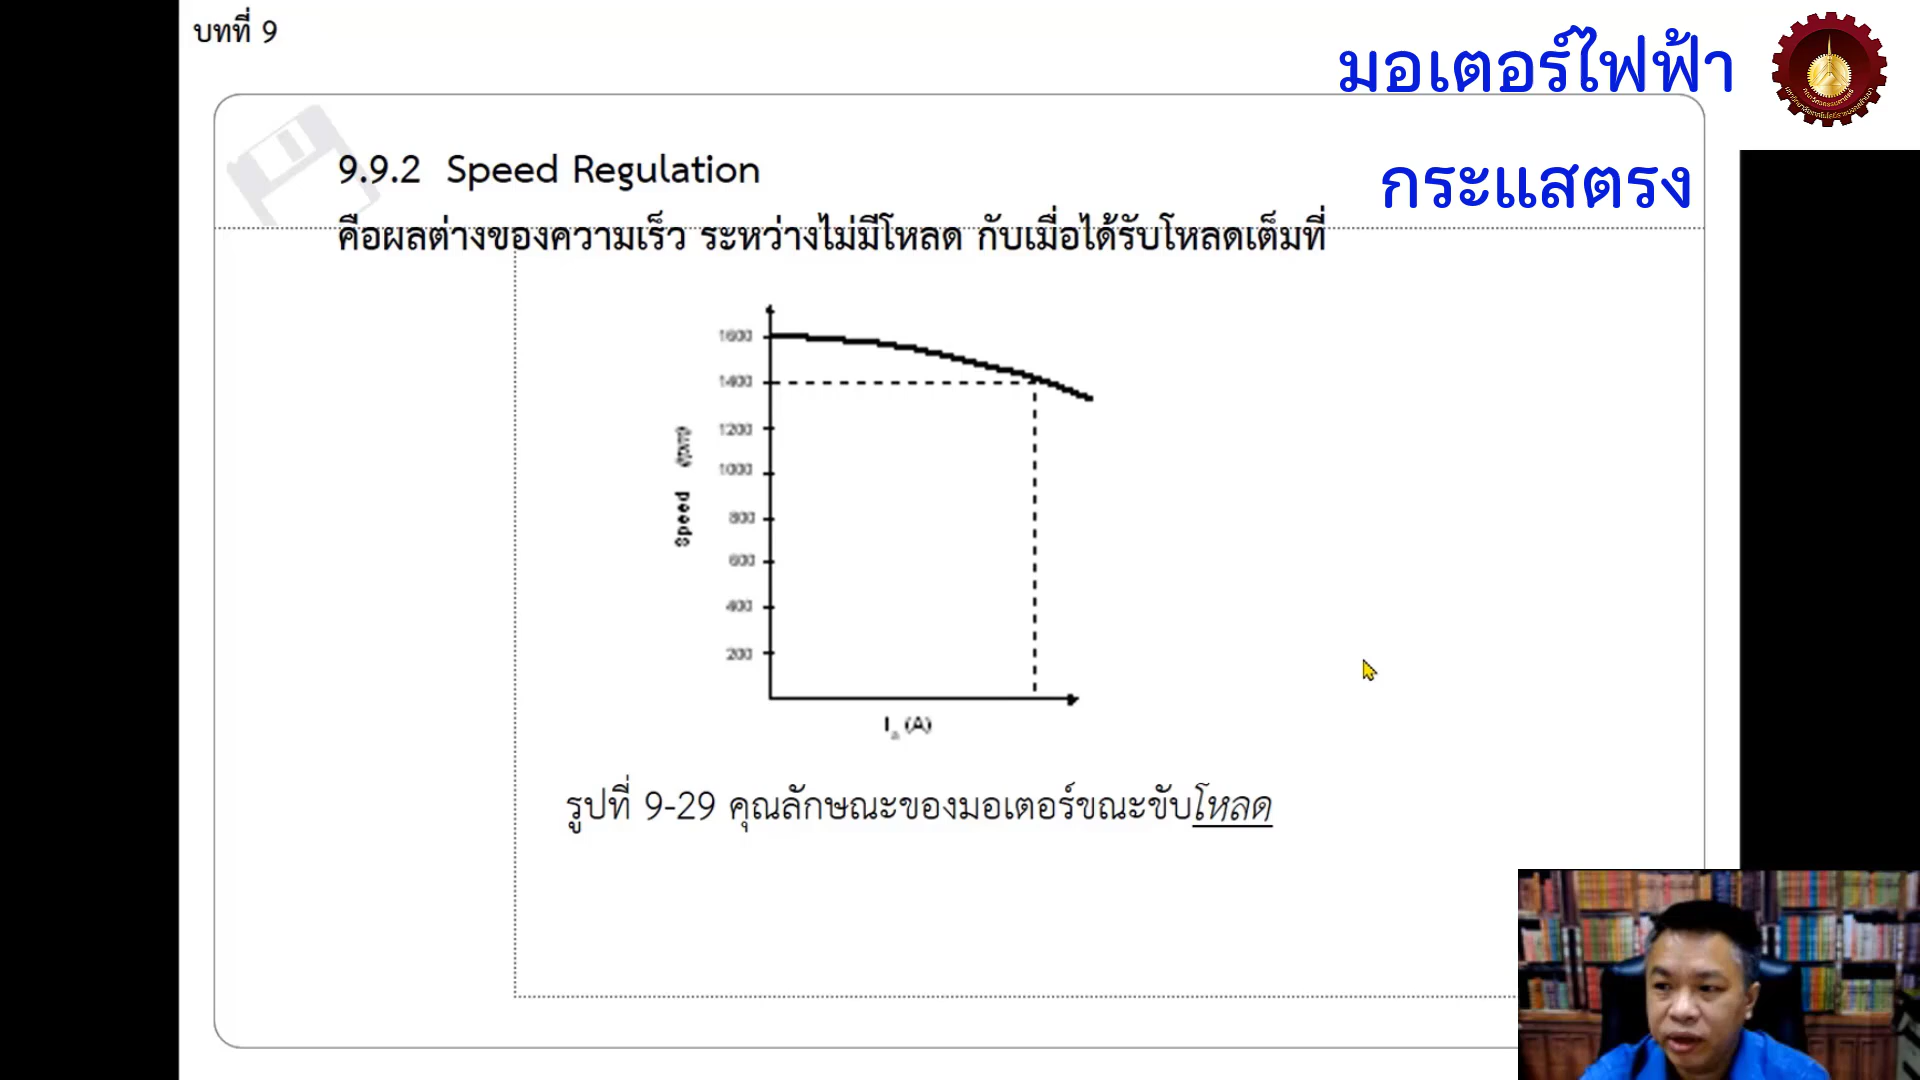 บทที่ 9
มอเตอร์ไฟฟ้า
กระแสตรง
9.9.2 Speed Regulation
คือผลต่างของความเร็ว ระหว่างไม่มีโหลด กับเมื่อได้รับโหลดเต็มที่
1600
1400
1200
1000
800
600
400
200
Speed
I a (A)
รูปที่ 9-29 คุณลักษณะของมอเตอร์ขณะขับโหลด